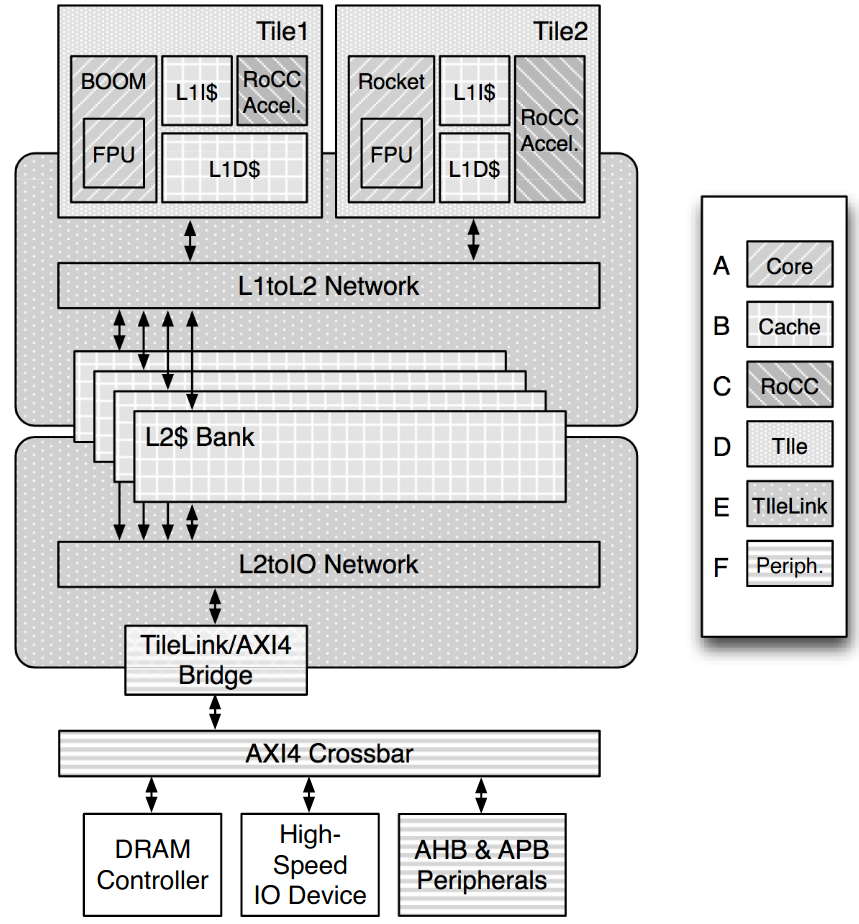 Tile1
BOOM
FPU
L1I$
RoCC
Accel.
L1D$
Tile2
Rocket
FPU
L1I$
L1D$
RoCC
Accel.
L1toL2 Network
L2$ Bank
L2toIO Network
TileLink/AXI4
Bridge
AXI4 Crossbar
DRAM
Controller
High-
Speed
IO Device
AHB & APB
Peripherals
A Core
B Cache
C RoCC
D TIle
E TIleLink
F Periph.